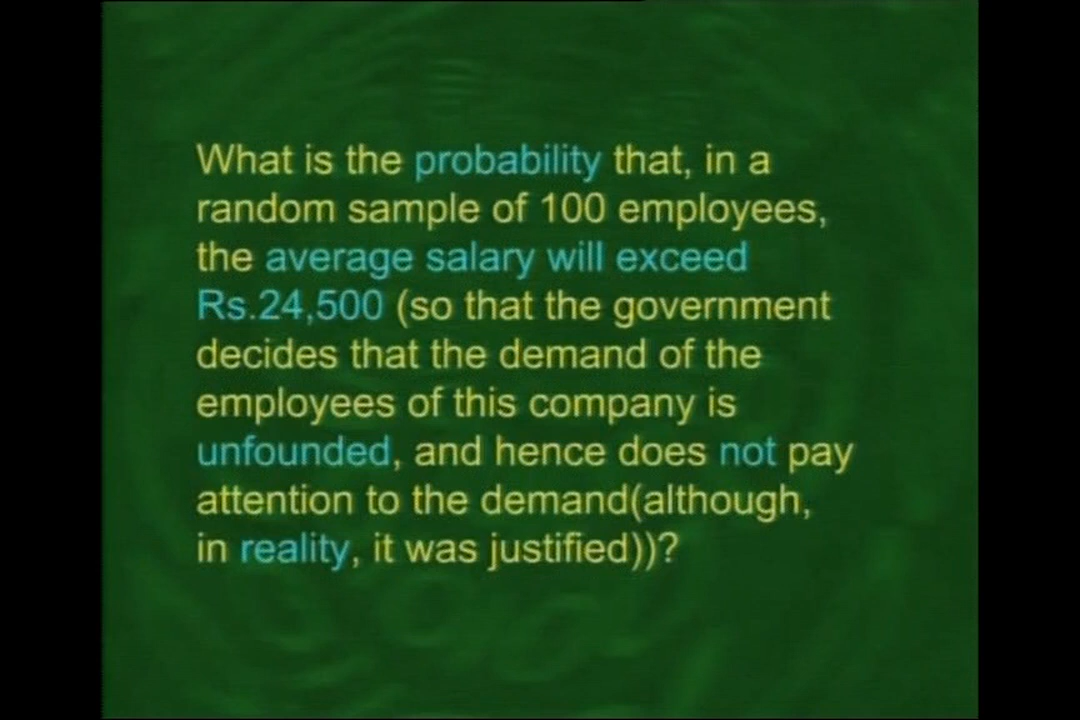 What is the probability that, in a
random sample of 100 employees,
the average salary will exceed
Rs.24,500 (so that the government
decides that the demand of the
employees of this company is
unfounded, and hence does not pay
attention to the demand(although,
in reality, it was justified))?